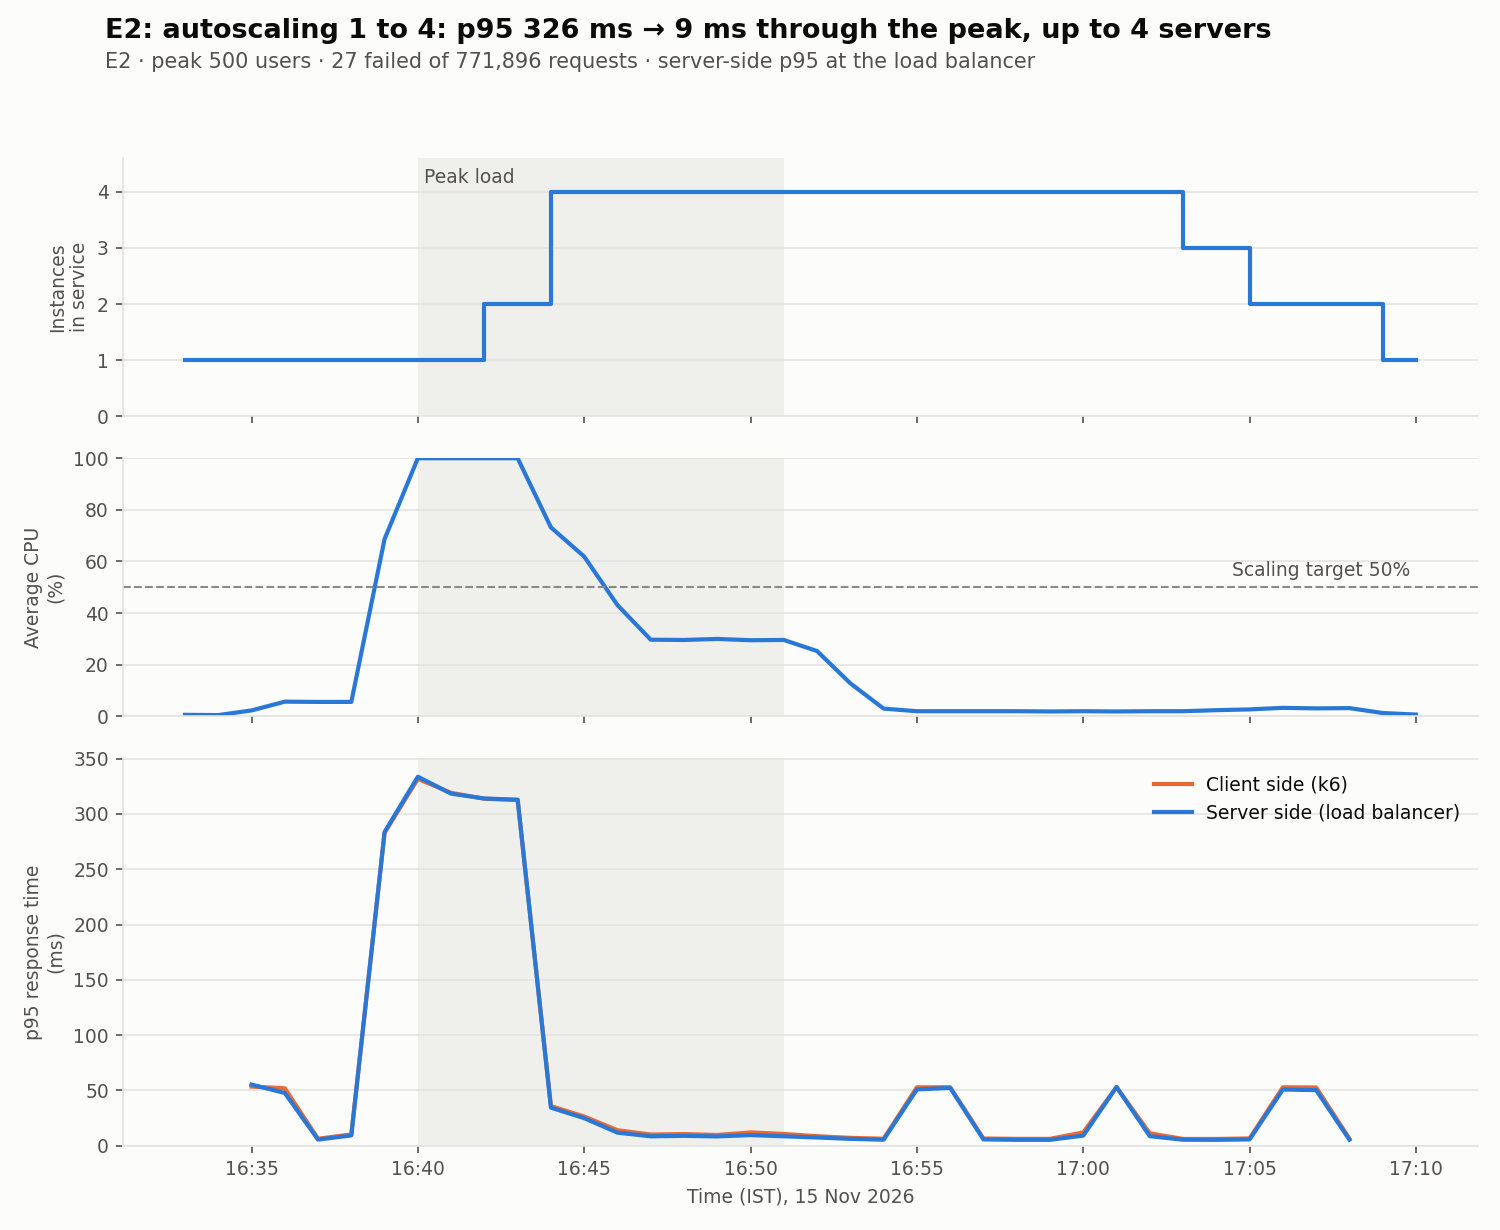 E2: autoscaling 1 to 4: p95 326 ms → 9 ms through the peak, up to 4 servers
E2 · peak 500 users · 27 failed of 771,896 requests · server-side p95 at the load balancer
Peak load
Instances
in service
4
3
2
1
0
Average CPU
(%)
100
80
60
40
20
0
Scaling target 50%
p95 response time
(ms)
350
300
250
200
150
100
50
0
Client side (k6)
Server side (load balancer)
16:35
16:40
16:45
16:50
16:55
17:00
17:05
17:10
Time (IST), 15 Nov 2026